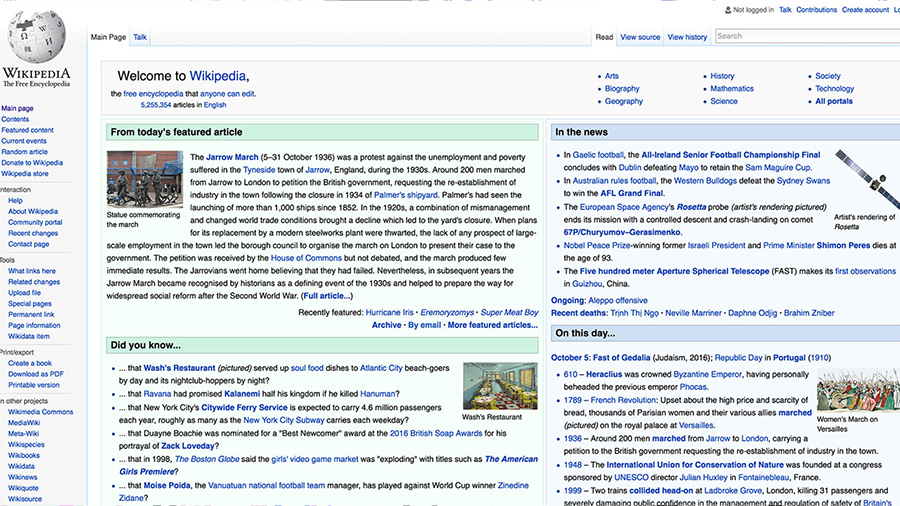 Not logged in Talk Contributions Create account
Main Page Talk
Read View source View history Search
WIKIPEDIA
The Free Encyclopedia
Main page
Contents
Featured content
Current events
Random article
Donate to Wikipedia
Wikipedia store
Interaction
Help
About Wikipedia
Community portal
Recent changes
Contact page
Tools
What links here
Related changes
Upload file
Special pages
Permanent link
Page information
Wikidata item
Print/export
Create a book
Download as PDF
Printable version
In other projects
Wikimedia Commons
MediaWiki
Meta-Wiki
Wikispecies
Wikibooks
Wikidata
Wikinews
Wikiquote
Wikisource
Welcome to Wikipedia,
the free encyclopedia that anyone can edit.
5,255,354 articles in English
• Arts
• Biography
• Geography
• History
• Mathematics
• Science
• Society
• Technology
• All portals
From today's featured article
Statue commemorating
the march
The Jarrow March (5–31 October 1936) was a protest against the unemployment and poverty
suffered in the Tyneside town of Jarrow, England, during the 1930s. Around 200 men
marched from Jarrow to London to petition the British government, requesting the re-establishment of
industry in the town following the closure in 1934 of Palmer's shipyard. Palmer's had seen the
launching of more than 1,000 ships since 1852. In the 1920s, a combination of mismanagement
and changed world trade conditions brought a decline which led to the yard's closure. When plans
for its replacement by a modern steelworks plant were thwarted, the lack of any prospect of large-
scale employment in the town led the borough council to organise the march on London to present their case to the
government. The petition was received by the House of Commons but not debated, and the march produced few
immediate results. The Jarrovians went home believing that they had failed. Nevertheless, in subsequent years the
Jarrow March became recognised by historians as a defining event of the 1930s and helped to prepare the way for
widespread social reform after the Second World War. (Full article...)
Recently featured: Hurricane Iris · Eremoryzomys · Super Meat Boy
Archive · By email · More featured articles...
Did you know...
• ... that Wash's Restaurant (pictured) served up soul food dishes to Atlantic City beach-goers
by day and its nightclub-hoppers by night?
• ... that Ravana had promised Kalanemi half his kingdom if he killed Hanuman?
• ... that New York City's Citywide Ferry Service is expected to carry 4.6 million passengers
each year, roughly as many as the New York City Subway carries each weekday?
• ... that Duayne Boachie was nominated for a "Best Newcomer" award at the 2016 British Soap Awards for his
portrayal of Zack Loveday?
• ... that in 1998, The Boston Globe said the girls' video game market was "exploding" with titles such as The American
Girls Premiere?
• ... that Moise Poida, the Vanuatuan national football team manager, has played against World Cup winner Zinedine
Zidane?
Wash's Restaurant
In the news
• In Gaelic football, the All-Ireland Senior Football Championship Final
concludes with Dublin defeating Mayo to retain the Sam Maguire Cup.
• In Australian rules football, the Western Bulldogs defeat the Sydney Swans
to win the AFL Grand Final.
• The European Space Agency's Rosetta probe (artist's rendering pictured)
ends its mission with a controlled descent and crash-landing on comet
67P/Churyumov–Gerasimenko.
• Nobel Peace Prize-winning former Israeli President and Prime Minister Shimon Peres dies at
the age of 93.
• The Five hundred meter Aperture Spherical Telescope (FAST) makes its first observations
in Guizhou, China.
Artist's rendering of
Rosetta
Ongoing: Aleppo offensive
Recent deaths: Trịnh Thị Ngọ · Neville Marriner · Daphne Odjig · Brahim Zniber
On this day...
October 5: Fast of Gedalia (Judaism, 2016); Republic Day in Portugal (1910)
• 610 – Heraclius was crowned Byzantine Emperor, having personally
beheaded the previous emperor Phocas.
• 1789 – French Revolution: Upset about the high price and scarcity of
bread, thousands of Parisian women and their various allies marched
(pictured) on the royal palace at Versailles.
• 1936 – Around 200 men marched from Jarrow to London, carrying a
petition to the British government requesting the re-establishment of industry in the town.
• 1948 – The International Union for Conservation of Nature was founded at a congress
sponsored by UNESCO director Julian Huxley in Fontainebleau, France.
• 1999 – Two trains collided head-on at Ladbroke Grove, London, killing 31 passengers and
severely damaging public confidence in the management and regulation of safety of Britain's
Women's March on
Versailles